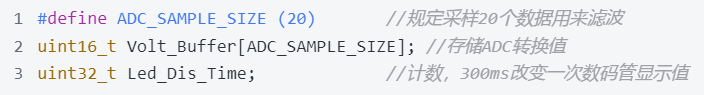 1 #define ADC_SAMPLE_SIZE (20) //规定采样20个数据用来滤波
2 uint16_t Volt_Buffer[ADC_SAMPLE_SIZE]; //存储ADC转换值
3 uint32_t Led_Dis_Time; //计数, 300ms改变一次数码管显示值